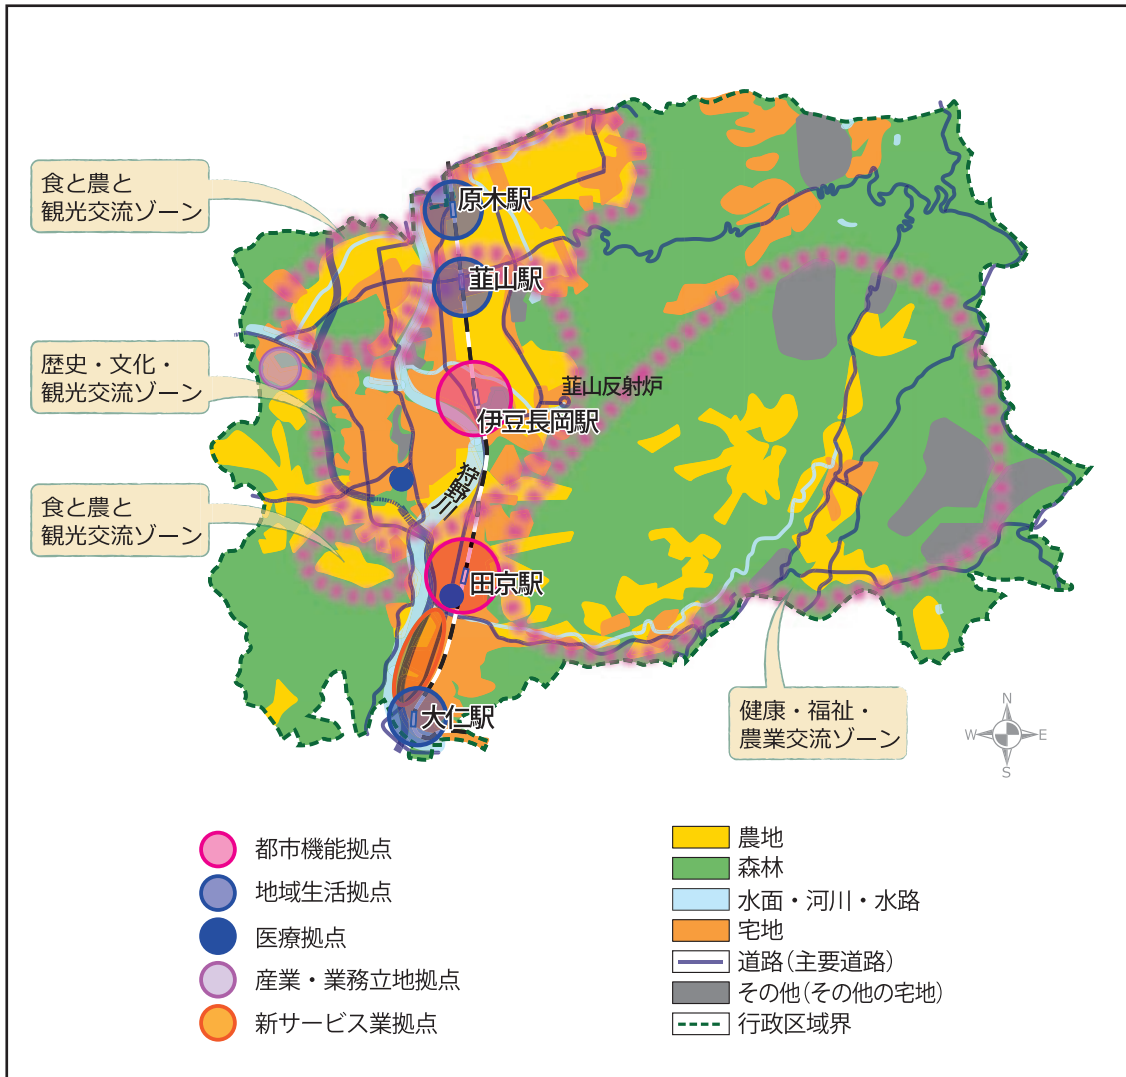 食と農と
観光交流ゾーン
原木駅
韮山駅
歴史・文化・
観光交流ゾーン
韮山反射炉
伊豆長岡駅
狩野川
食と農と
観光交流ゾーン
田京駅
大仁駅
健康・福祉・
農業交流ゾーン
N
W
E
S
都市機能拠点
地域生活拠点
医療拠点
産業・業務立地拠点
新サービス業拠点
農地
森林
水面・河川・水路
宅地
道路(主要道路)
その他(その他の宅地)
行政区域界